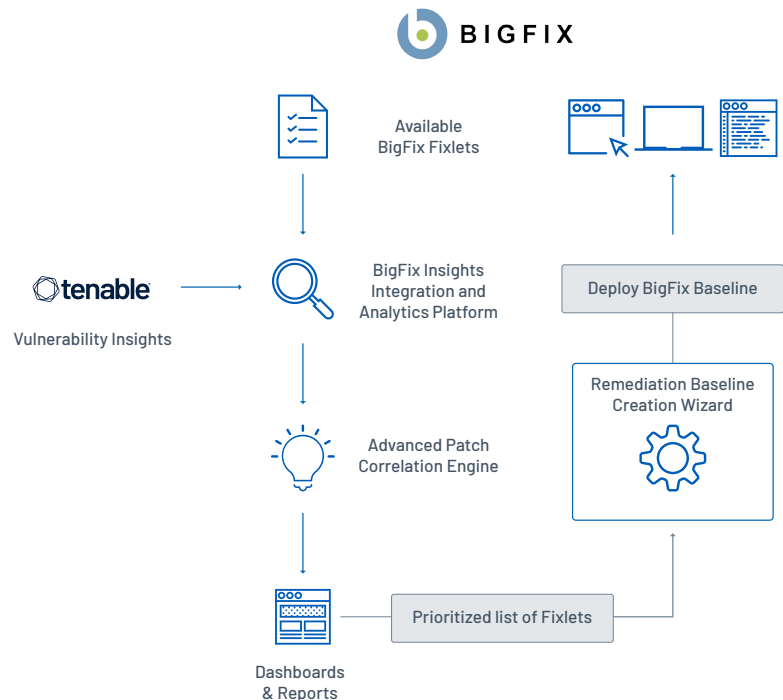 BIGFIX
Available
BigFix Fixlets
BigFix Insights
Integration and
Analytics Platform
tenable
Vulnerability Insights
Advanced Patch
Correlation Engine
Dashboards
& Reports
Prioritized list of Fixlets
Remediation Baseline
Creation Wizard
Deploy BigFix Baseline